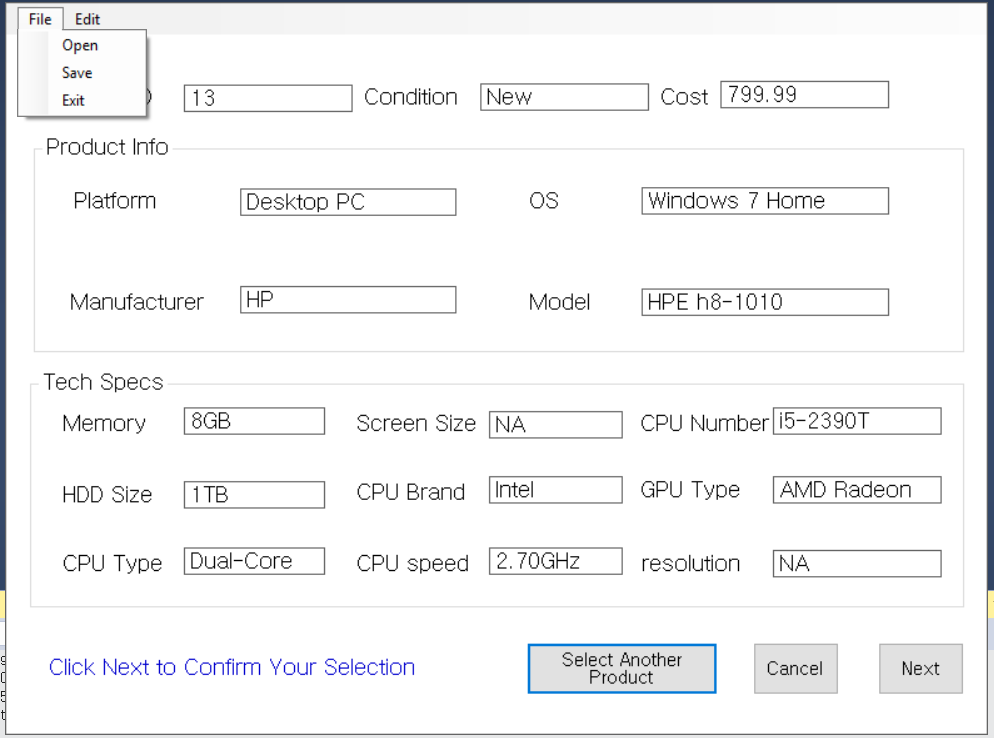 File Edit
Open
Save
Exit
13 Condition New Cost 799.99
Product Info
Platform Desktop PC OS Windows 7 Home
Manufacturer HP Model HPE h8-1010
Tech Specs
Memory 8GB Screen Size NA CPU Number i5-2390T
HDD Size 1TB CPU Brand Intel GPU Type AMD Radeon
CPU Type Dual-Core CPU speed 2.70GHz resolution NA
Click Next to Confirm Your Selection
Select Another
Product
Cancel
Next